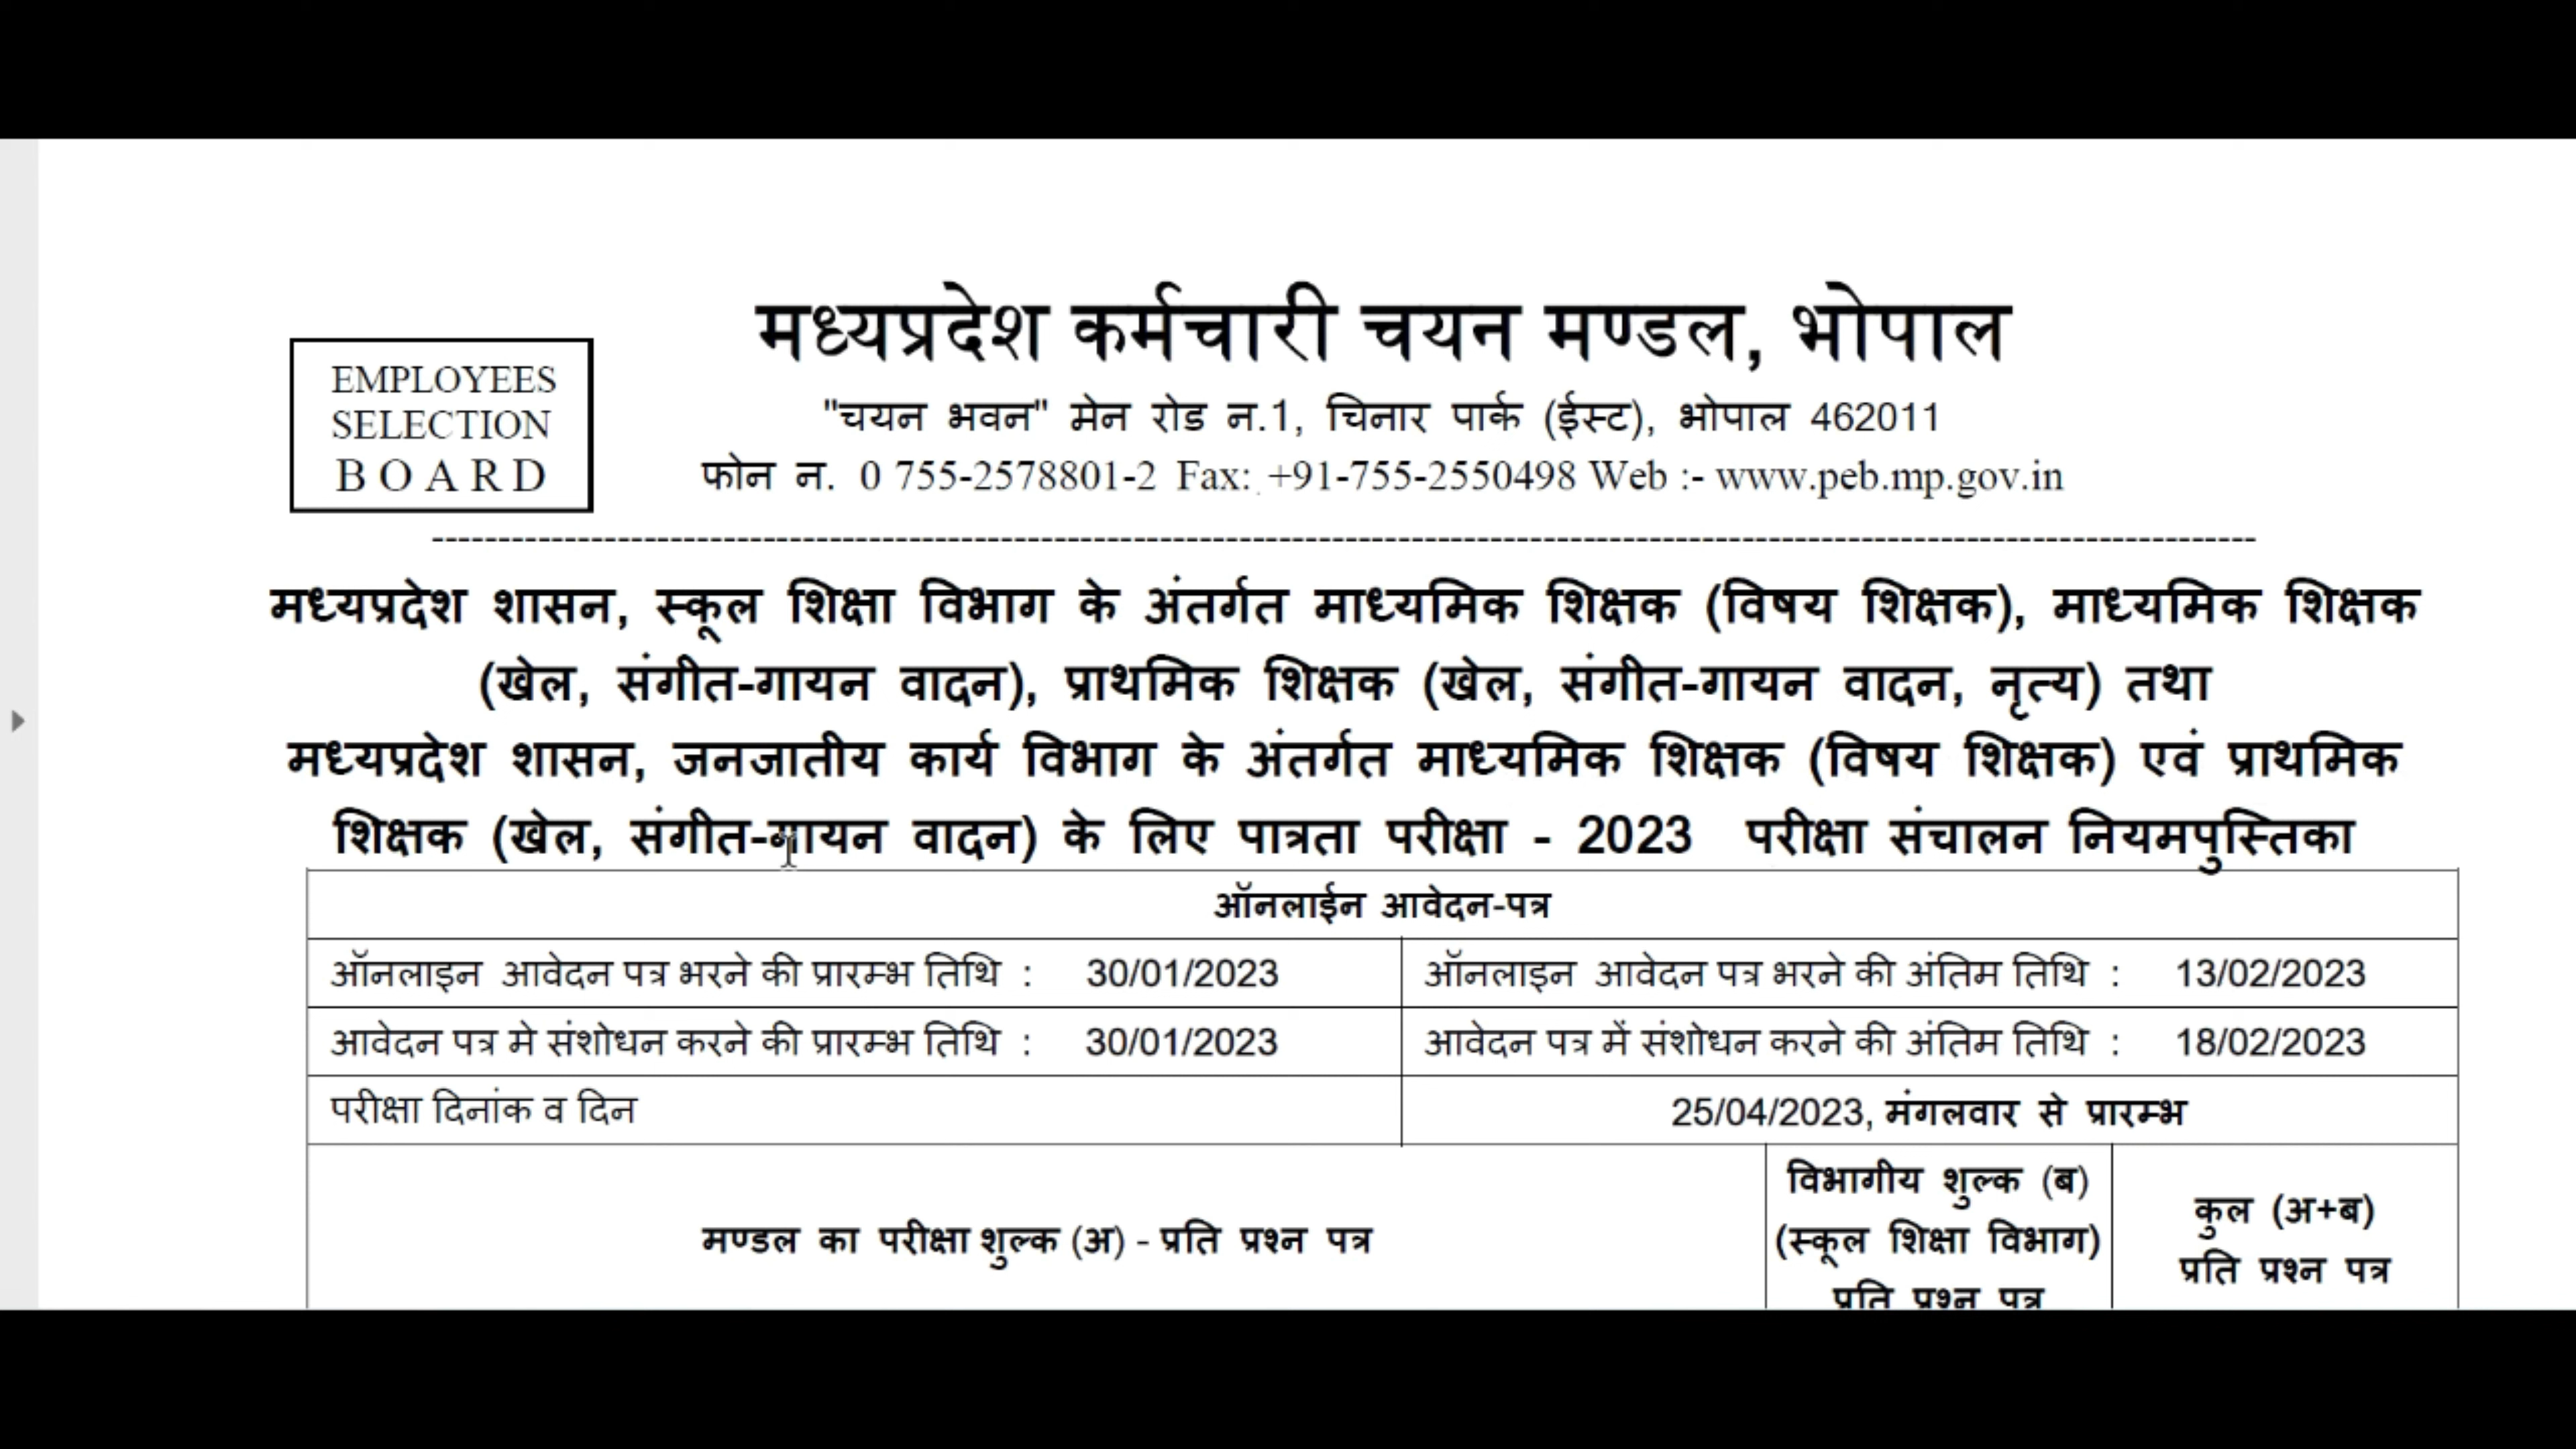 मध्यप्रदेश कर्मचारी चयन मण्डल, भोपाल
EMPLOYEES
SELECTION
B O A R D
"चयन भवन" मेन रोड न.1, चिनार पार्क (ईस्ट), भोपाल 462011
फोन न. 0 755-2578801-2 Fax: +91-755-2550498 Web :- www.peb.mp.gov.in
मध्यप्रदेश शासन, स्कूल शिक्षा विभाग के अंतर्गत माध्यमिक शिक्षक (विषय शिक्षक), माध्यमिक शिक्षक
(खेल, संगीत-गायन वादन), प्राथमिक शिक्षक (खेल, संगीत-गायन वादन, नृत्य) तथा
मध्यप्रदेश शासन, जनजातीय कार्य विभाग के अंतर्गत माध्यमिक शिक्षक (विषय शिक्षक) एवं प्राथमिक
शिक्षक (खेल, संगीत-गायन वादन) के लिए पात्रता परीक्षा - 2023 परीक्षा संचालन नियमपुस्तिका
ऑनलाईन आवेदन-पत्र
ऑनलाइन आवेदन पत्र भरने की प्रारम्भ तिथि : 30/01/2023 ऑनलाइन आवेदन पत्र भरने की अंतिम तिथि : 13/02/2023
आवेदन पत्र मे संशोधन करने की प्रारम्भ तिथि : 30/01/2023 आवेदन पत्र में संशोधन करने की अंतिम तिथि : 18/02/2023
परीक्षा दिनांक व दिन 25/04/2023, मंगलवार से प्रारम्भ
मण्डल का परीक्षा शुल्क (अ) - प्रति प्रश्न पत्र
विभागीय शुल्क (ब)
(स्कूल शिक्षा विभाग)
प्रति प्रश्न पत्र
कुल (अ+ब)
प्रति प्रश्न पत्र